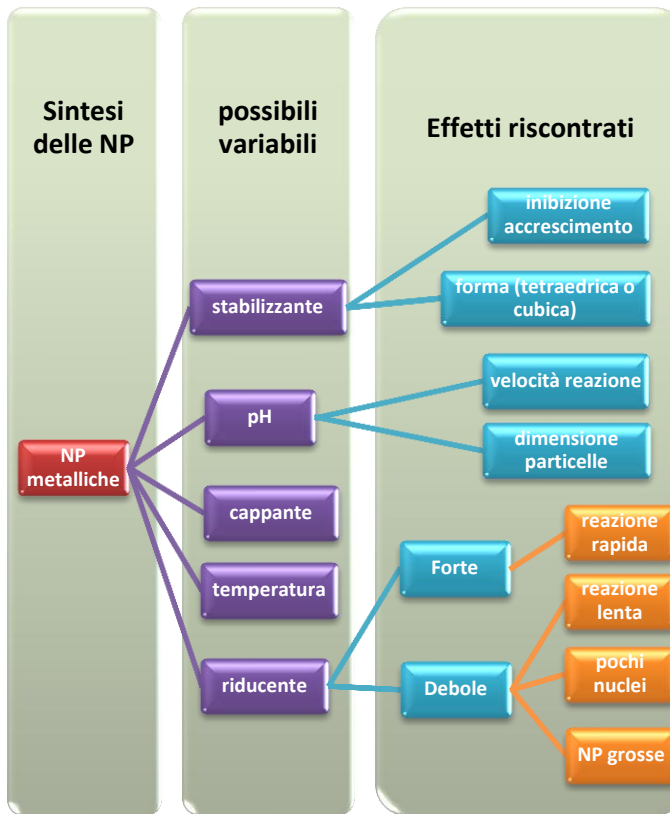 Sintesi
delle NP
possibili
variabili
Effetti riscontrati
NP
metalliche
stabilizzante
inibizione
accrescimento
forma (tetraedrica o
cubica)
pH
velocità reazione
dimensione
particelle
cappante
temperatura
riducente
Forte
reazione
rapida
Debole
reazione
lenta
pochi
nuclei
NP grosse